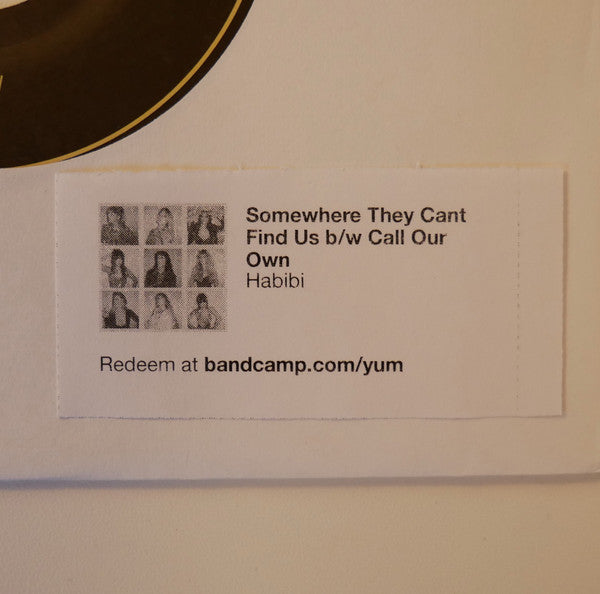 Somewhere They Cant
Find Us b/w Call Our
Own
Habibi
Redeem at bandcamp.com/yum